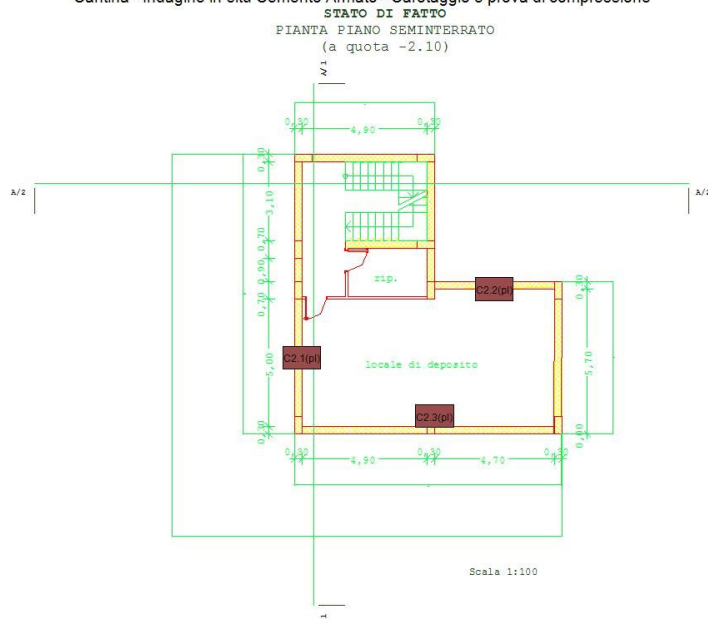 Cantina - Indagine in situ Cemento Armato - Carotaggio e prova di compressione
STATO DI FATTO
PIANTA PIANO SEMINTERRATO
(a quota -2.10)
A/1
0,30
4,90
0,30
0,30
A/2
A/2
3,10
0,70
0,90
rip.
0,70
C2.2(pl)
0,30
C2.1(pl)
5,00
locale di deposito
5,70
C2.3(pl)
0,30
0,30
4,90
0,30
4,70
0,30
Scala 1:100
1